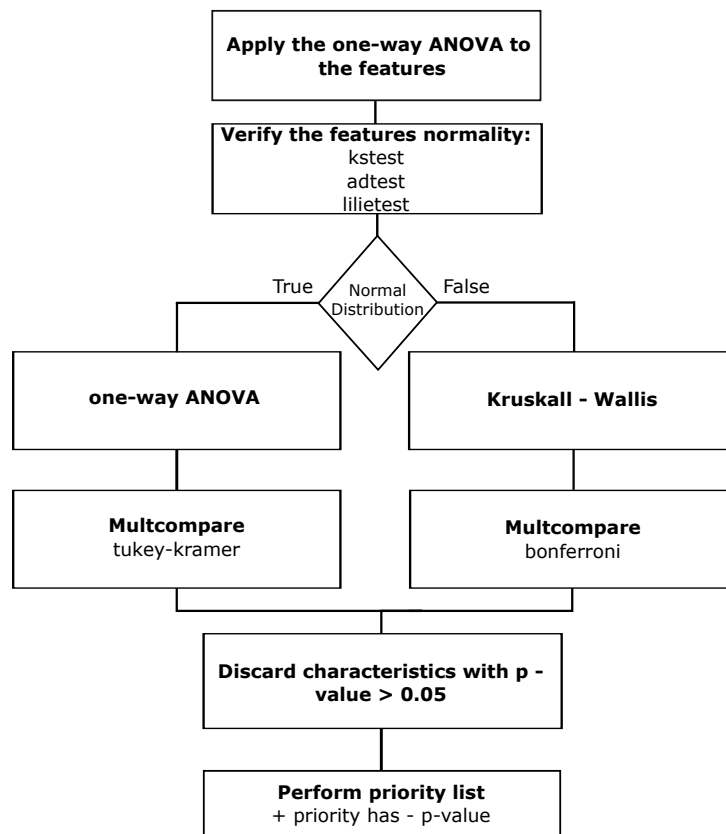 Apply the one-way ANOVA to
the features
Verify the features normality:
kstest
adtest
lilietest
True
Normal
Distribution
False
one-way ANOVA
Kruskall - Wallis
Multcompare
tukey-kramer
Multcompare
bonferroni
Discard characteristics with p -
value > 0.05
Perform priority list
+ priority has - p-value